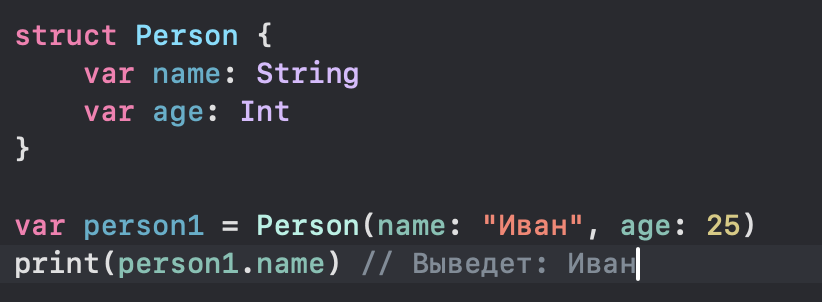 struct Person {
    var name: String
    var age: Int
}

var person1 = Person(name: "Иван", age: 25)
print(person1.name) // Выведет: Иван